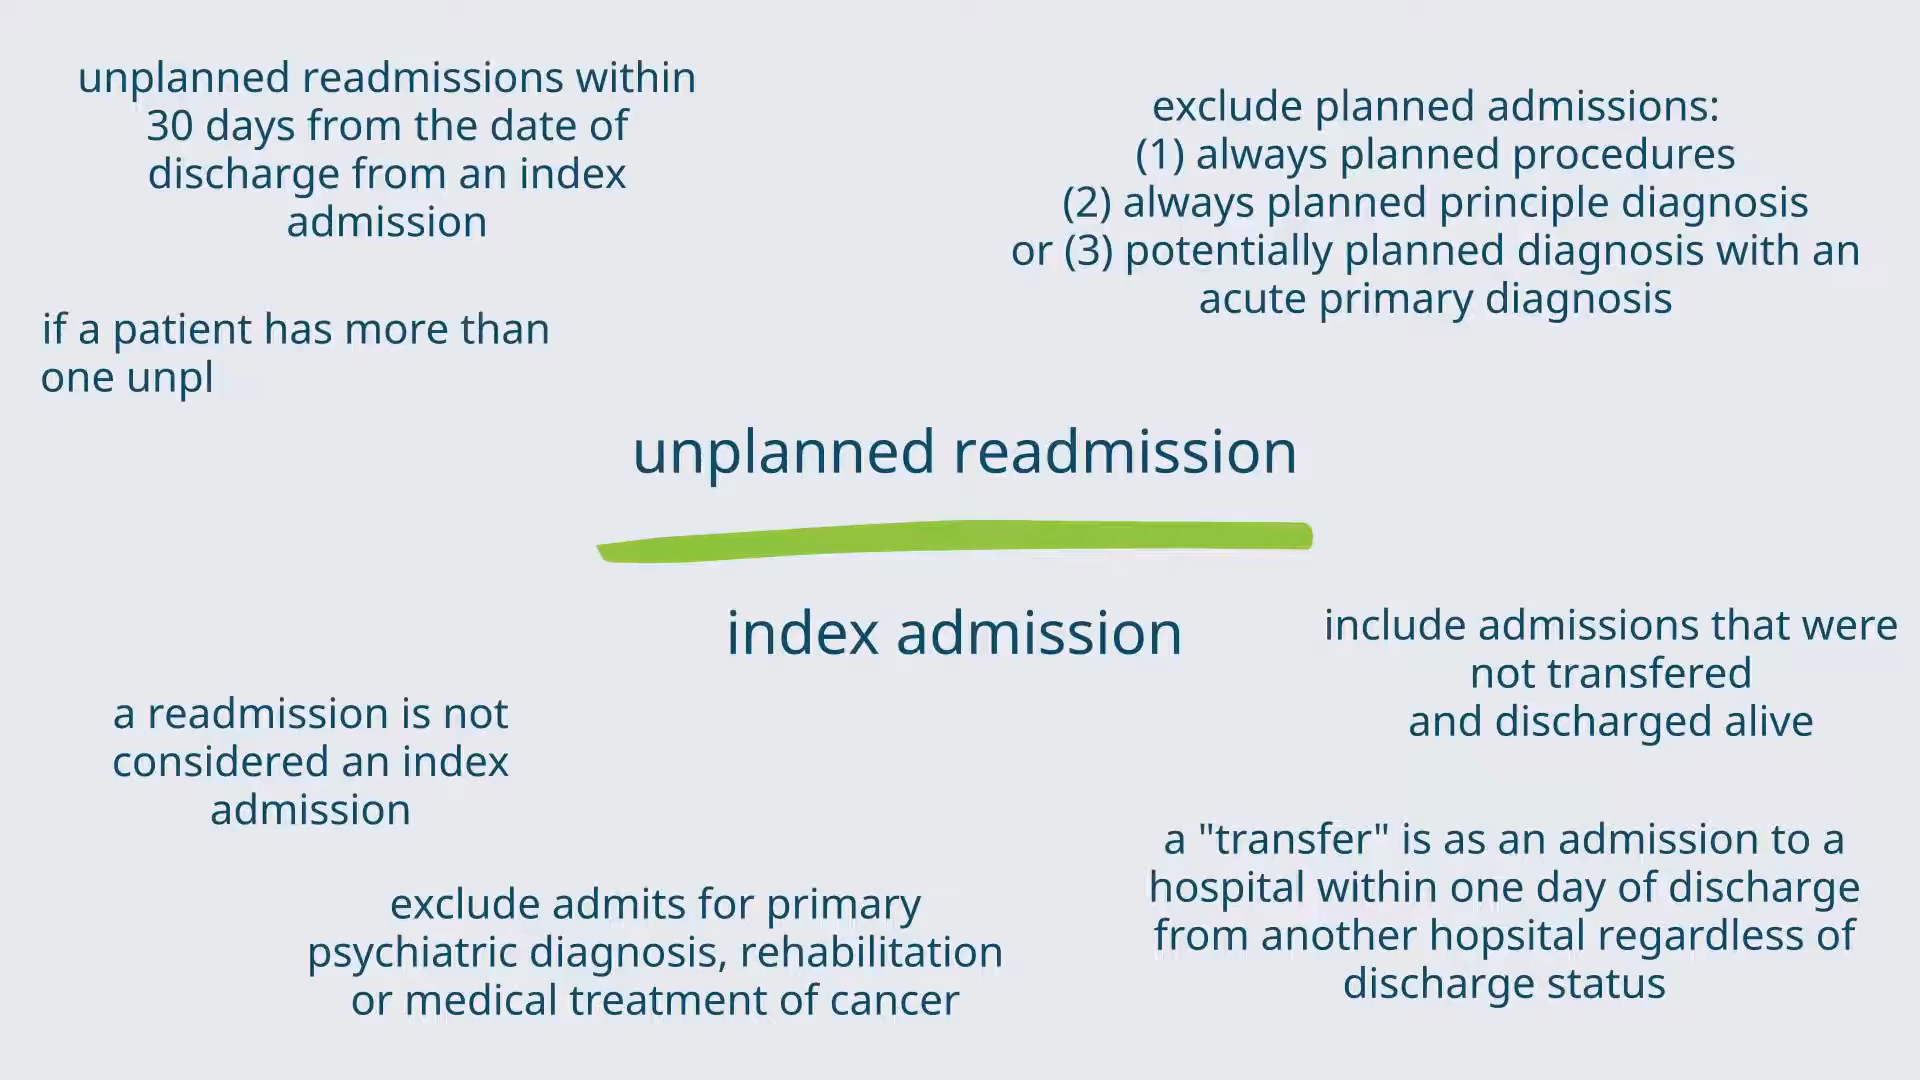 unplanned readmissions within
30 days from the date of
discharge from an index
admission
exclude planned admissions:
(1) always planned procedures
(2) always planned principle diagnosis
or (3) potentially planned diagnosis with an
acute primary diagnosis
if a patient has more than
one unpl
unplanned readmission
index admission
include admissions that were
not transfered
and discharged alive
a readmission is not
considered an index
admission
a "transfer" is as an admission to a
hospital within one day of discharge
from another hopsital regardless of
discharge status
exclude admits for primary
psychiatric diagnosis, rehabilitation
or medical treatment of cancer